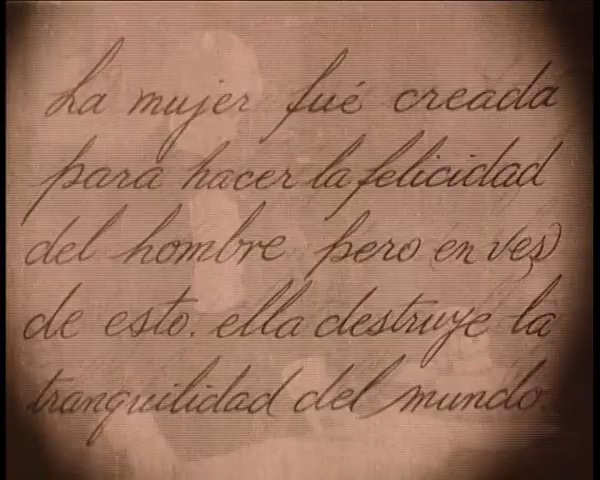 La mujer fué creada
para hacer la felicidad
del hombre pero en ves
de esto. ella destruye la
tranquilidad del mundo.